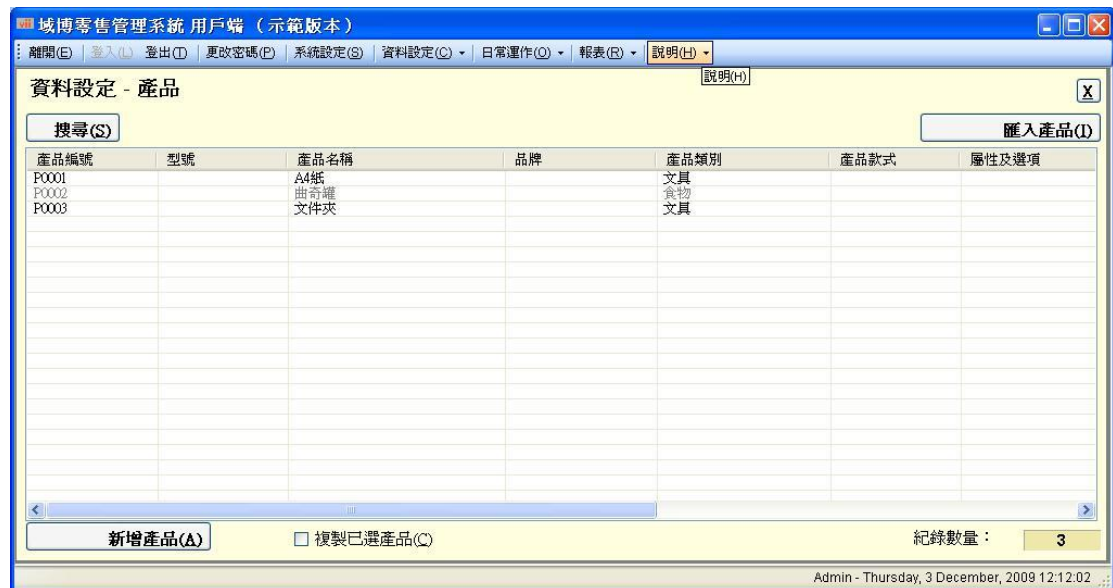 域博零售管理系統 用戶端 (示範版本)
離開(E) 登入(L) 登出(T) 更改密碼(P) 系統設定(S) 資料設定(C) 日常運作(O) 報表(R) 說明(H)
說明(H)
資料設定 - 產品
X
搜尋(S) 匯入產品(I)
產品編號 型號 產品名稱 品牌 產品類別 產品款式 屬性及選項
P0001 A4紙 文具
P0002 曲奇罐 食物
P0003 文件夾 文具
新增產品(A) 複製已選產品(C) 紀錄數量: 3
Admin - Thursday, 3 December, 2009 12:12:02